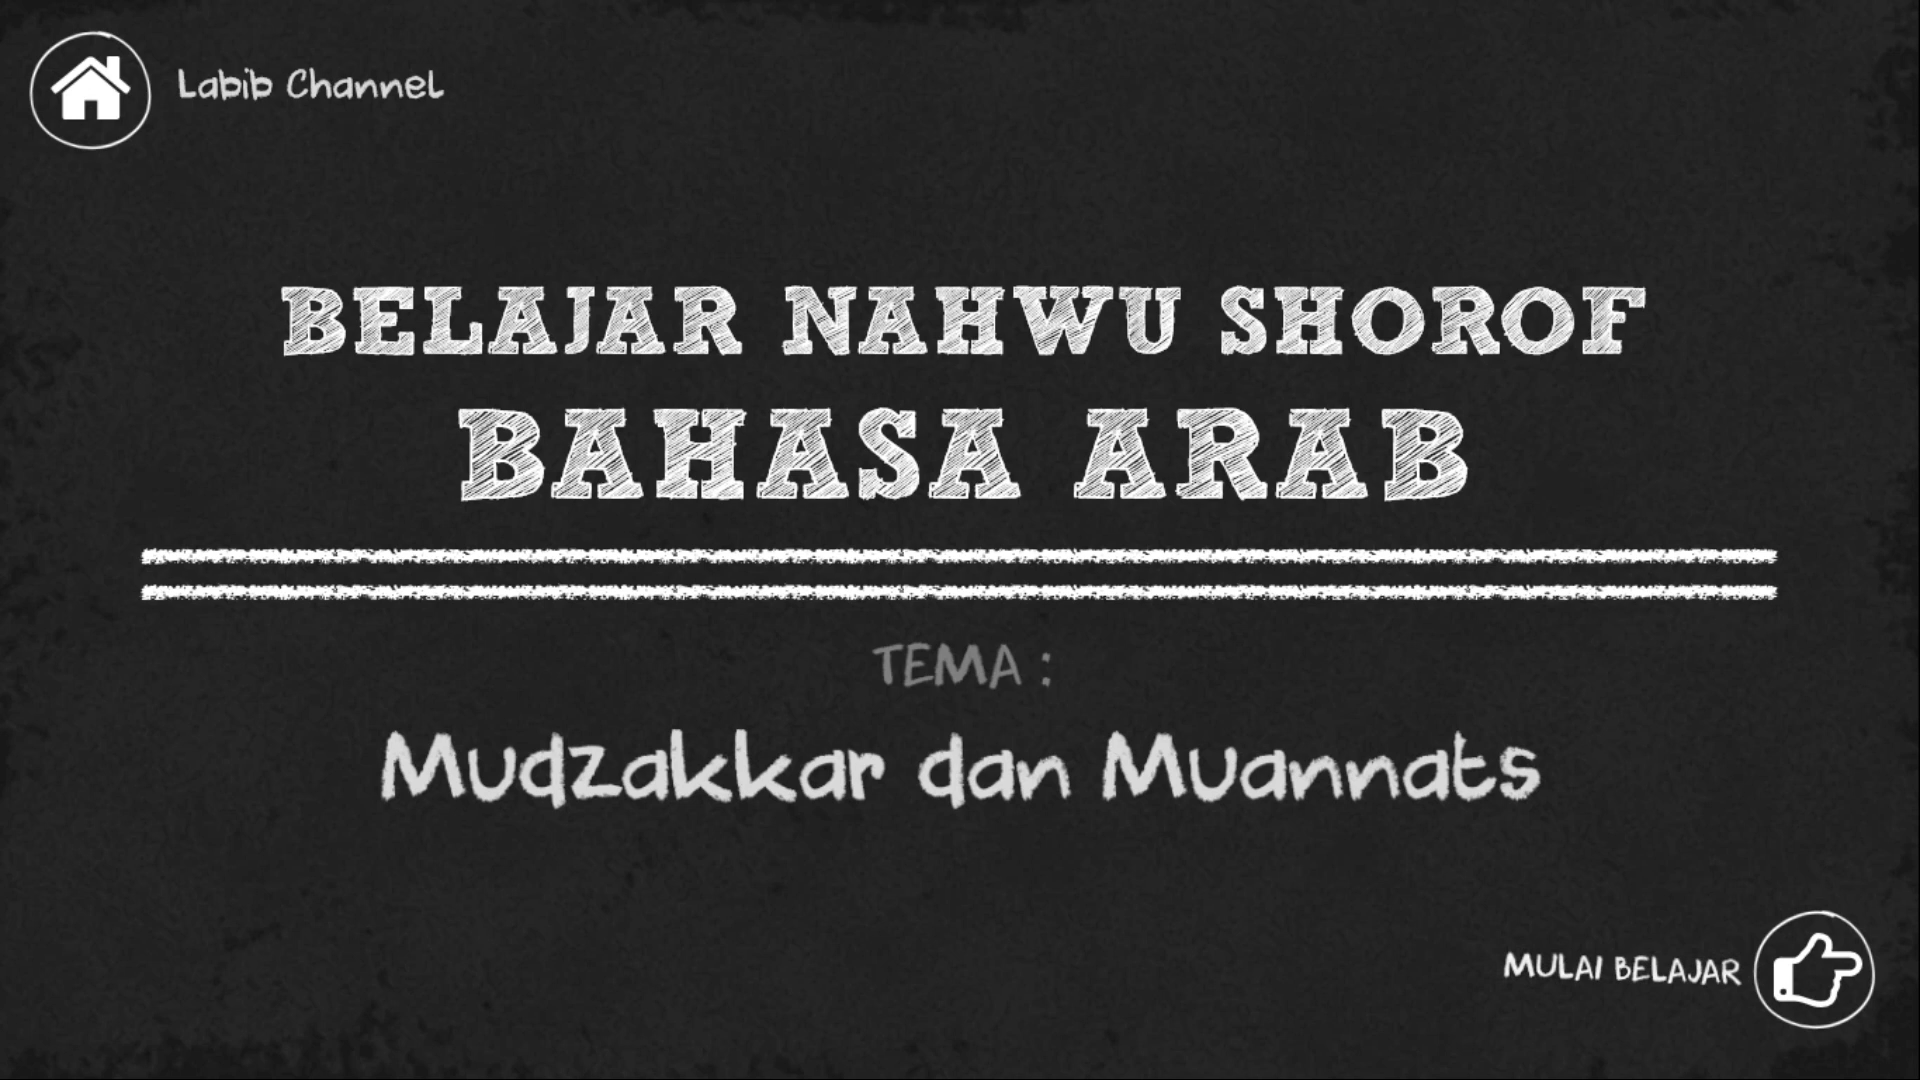 Labib Channel
BELAJAR NAHWU SHOROF
BAHASA ARAB
TEMA :
Mudzakkar dan Muannats
MULAI BELAJAR